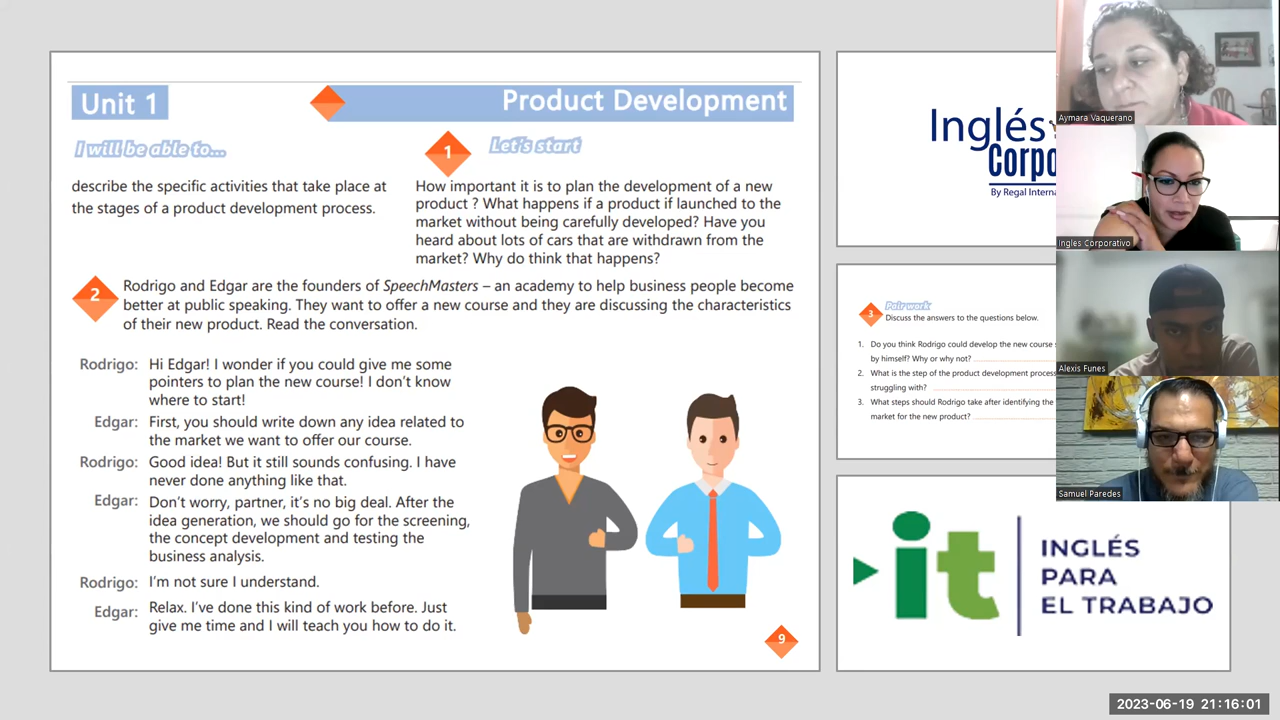 Unit 1
Product Development
I will be able to...
describe the specific activities that take place at
the stages of a product development process.
1
Let's start
How important it is to plan the development of a new
product ? What happens if a product if launched to the
market without being carefully developed? Have you
heard about lots of cars that are withdrawn from the
market? Why do think that happens?
2
Rodrigo and Edgar are the founders of SpeechMasters – an academy to help business people become
better at public speaking. They want to offer a new course and they are discussing the characteristics
of their new product. Read the conversation.
Rodrigo: Hi Edgar! I wonder if you could give me some
pointers to plan the new course! I don't know
where to start!
Edgar: First, you should write down any idea related to
the market we want to offer our course.
Rodrigo: Good idea! But it still sounds confusing. I have
never done anything like that.
Edgar: Don't worry, partner, it's no big deal. After the
idea generation, we should go for the screening,
the concept development and testing the
business analysis.
Rodrigo: I'm not sure I understand.
Edgar: Relax. I've done this kind of work before. Just
give me time and I will teach you how to do it.
9
Inglés
Corpo
By Regal Interna
3
Pair work
Discuss the answers to the questions below.
1. Do you think Rodrigo could develop the new course
by himself? Why or why not?
2. What is the step of the product development process
struggling with?
3. What steps should Rodrigo take after identifying the
market for the new product?
it
INGLÉS
PARA
EL TRABAJO
Aymara Vaquerano
Ingles Corporativo
Alexis Funes
Samuel Paredes
2023-06-19 21:16:01